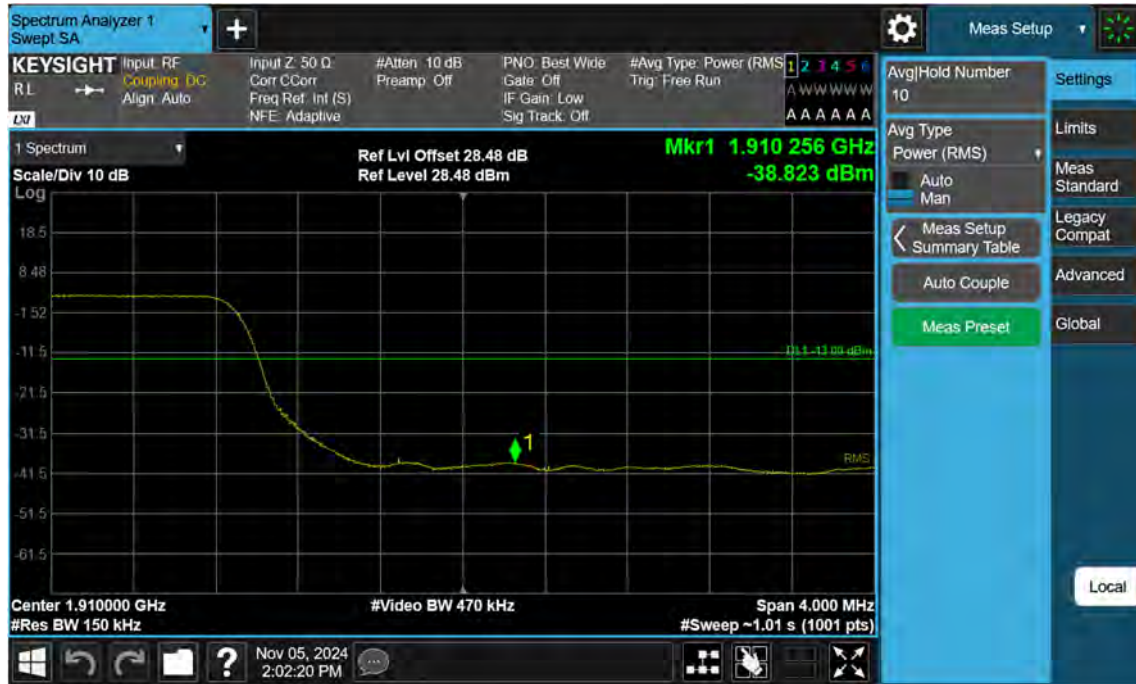 Spectrum Analyzer 1
Swept SA
+
Meas Setup
KEYSIGHT
RL
LXI
Input: RF
Coupling: DC
Align: Auto
Input Z: 50 Ω
Corr CCorr
Freq Ref: Int (S)
NFE: Adaptive
#Atten: 10 dB
Preamp: Off
PNO: Best Wide
Gate: Off
IF Gain: Low
Sig Track: Off
#Avg Type: Power (RMS
Trig: Free Run
1 2 3 4 5 6
A W W W W W
A A A A A A
1 Spectrum
Scale/Div 10 dB
Log
Ref Lvl Offset 28.48 dB
Ref Level 28.48 dBm
Mkr1 1.910 256 GHz
-38.823 dBm
18.5
8.48
-1.52
-11.5
-21.5
-31.5
-41.5
-51.5
-61.5
DL1 -13.00 dBm
1
RMS
Center 1.910000 GHz
#Res BW 150 kHz
#Video BW 470 kHz
Span 4.000 MHz
#Sweep ~1.01 s (1001 pts)
Avg|Hold Number
10
Avg Type
Power (RMS)
Auto
Man
Meas Setup
Summary Table
Auto Couple
Meas Preset
Settings
Limits
Meas
Standard
Legacy
Compat
Advanced
Global
Local
?
Nov 05, 2024
2:02:20 PM